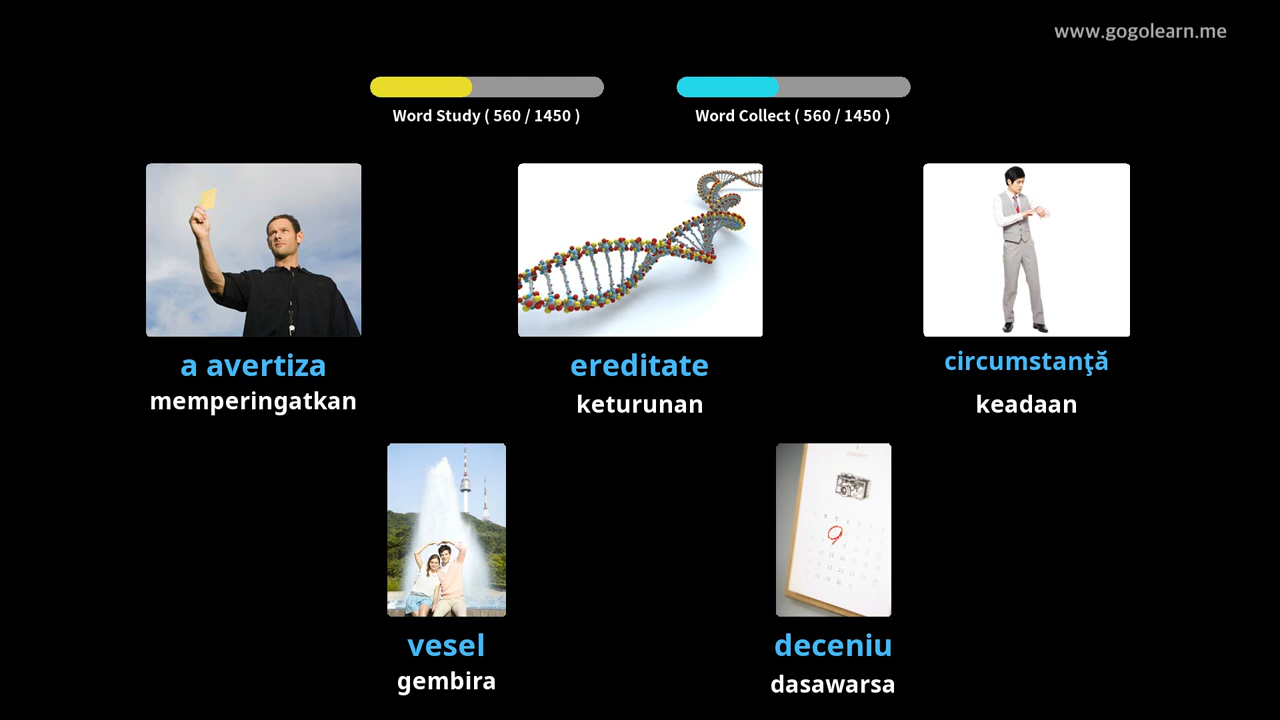 www.gogolearn.me
Word Study ( 560 / 1450 )
Word Collect ( 560 / 1450 )
a avertiza
memperingatkan
ereditate
keturunan
circumstanţă
keadaan
vesel
gembira
deceniu
dasawarsa